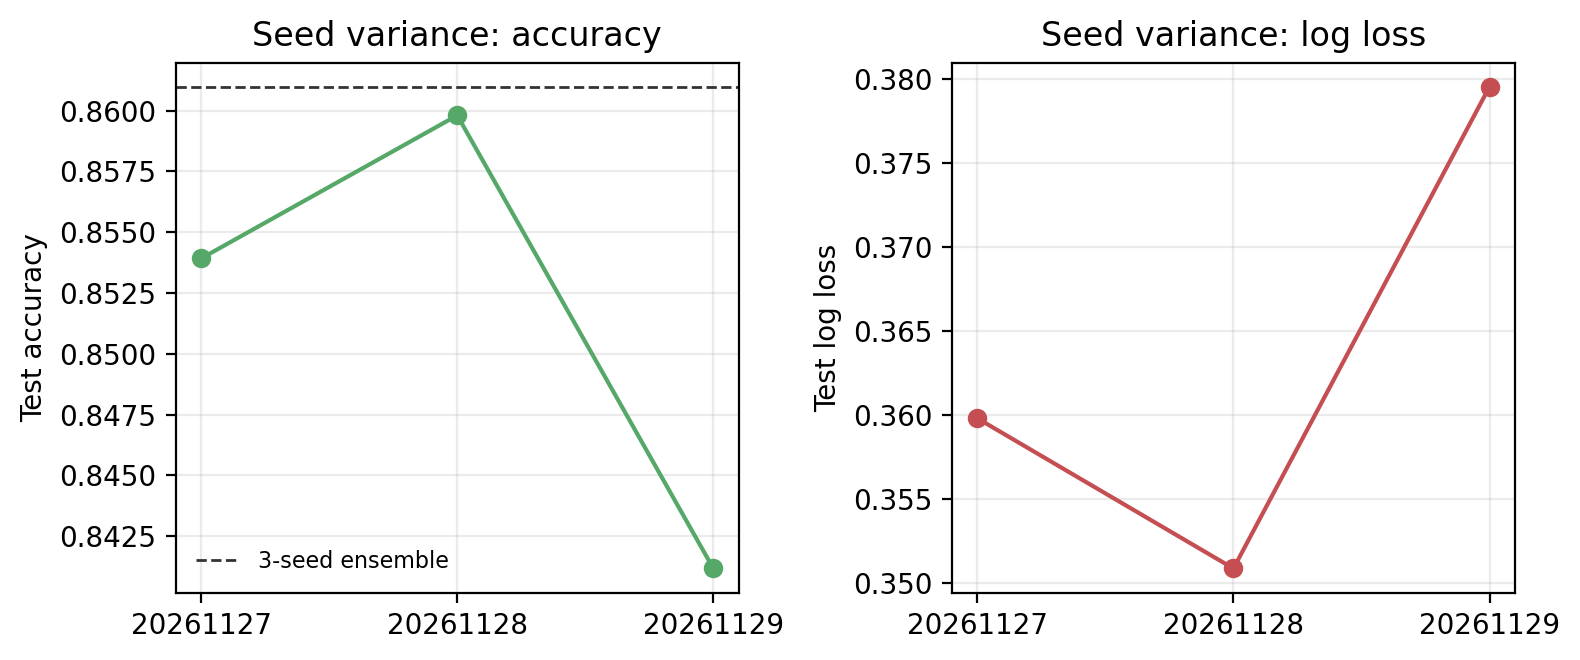 Seed variance: accuracy
Test accuracy
0.8600
0.8575
0.8550
0.8525
0.8500
0.8475
0.8450
0.8425
3-seed ensemble
20261127 20261128 20261129
Seed variance: log loss
Test log loss
0.380
0.375
0.370
0.365
0.360
0.355
0.350
20261127 20261128 20261129